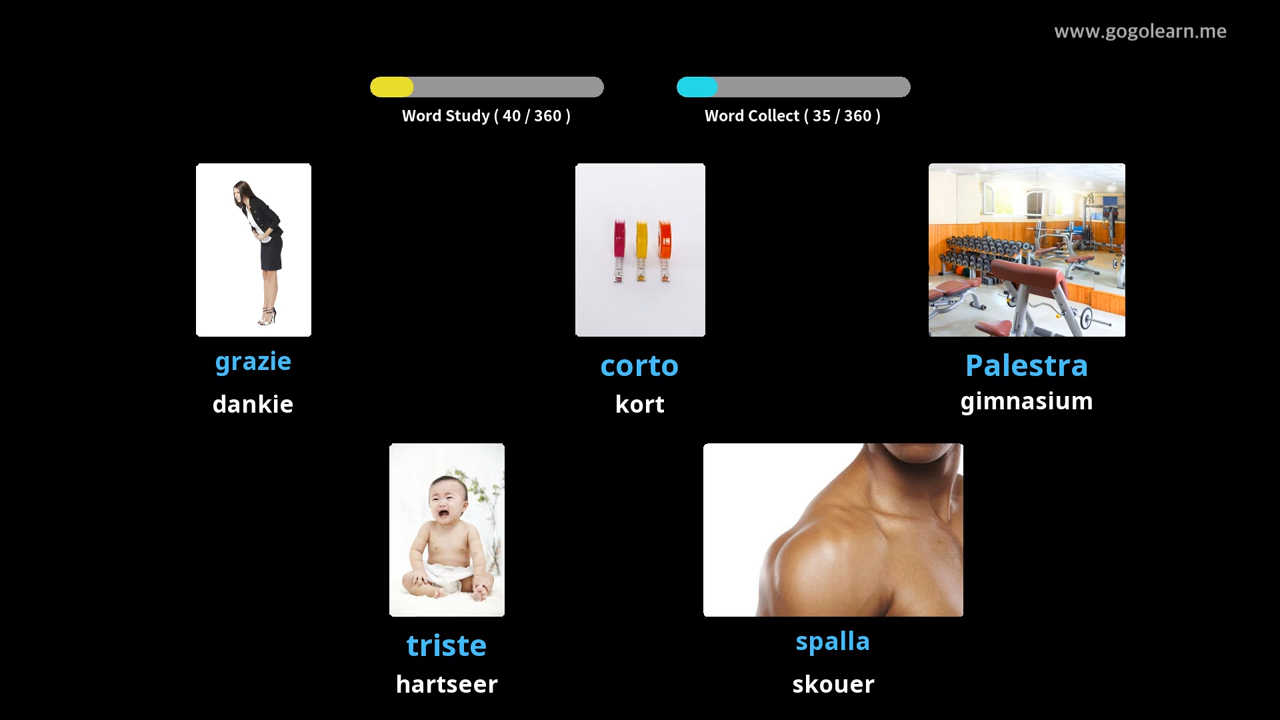 www.gogolearn.me
Word Study ( 40 / 360 )
Word Collect ( 35 / 360 )
grazie
dankie
corto
kort
Palestra
gimnasium
triste
hartseer
spalla
skouer